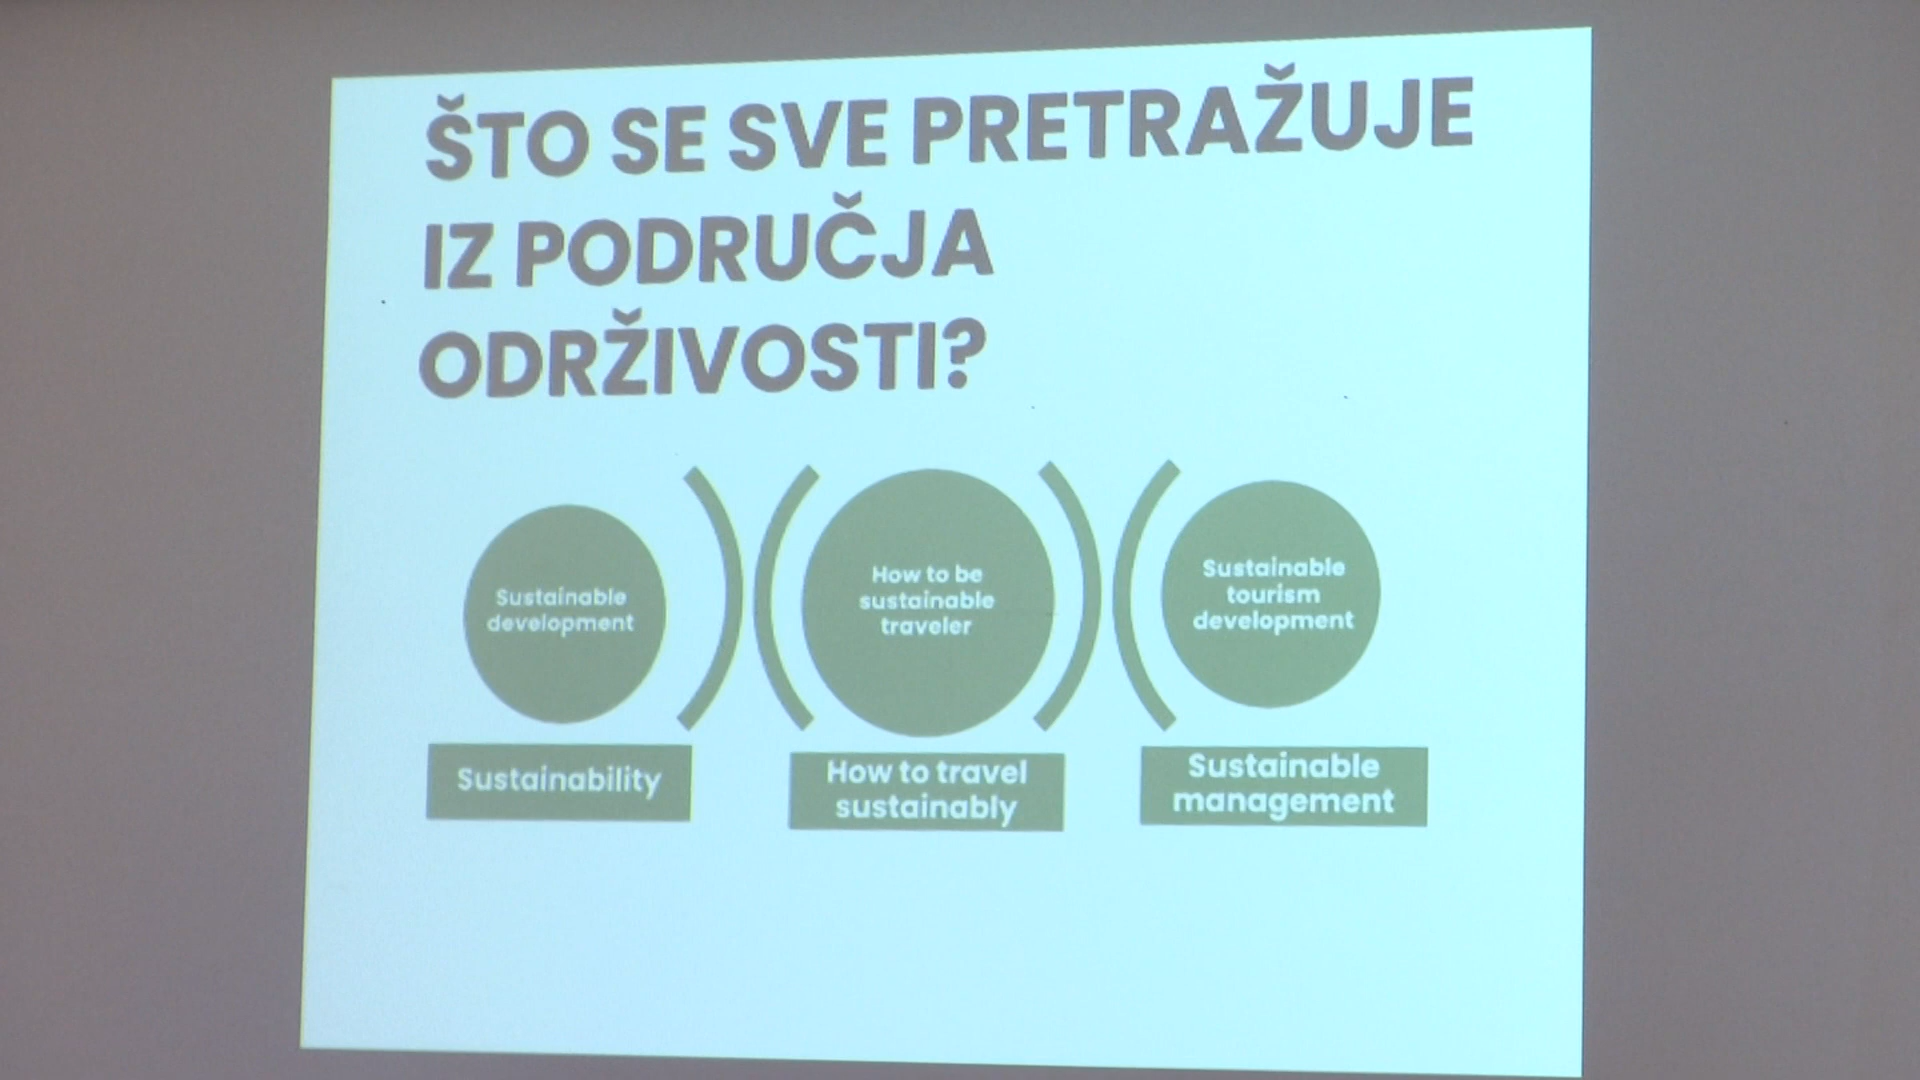 ŠTO SE SVE PRETRAŽUJE
IZ PODRUČJA
ODRŽIVOSTI?
Sustainable
development
How to be
sustainable
traveler
Sustainable
tourism
development
Sustainability
How to travel
sustainably
Sustainable
management